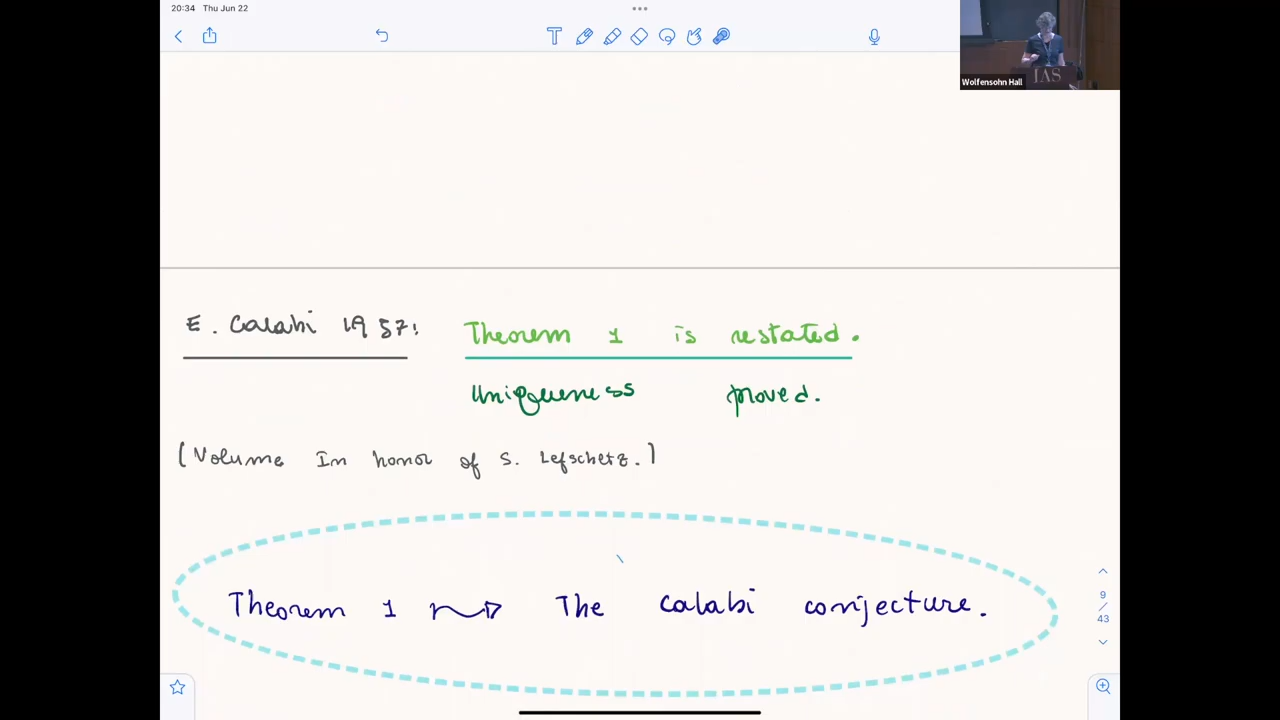 20:34 Thu Jun 22
T
IAS
Wolfensohn Hall
E. Calabi 1957: Theorem 1 is restated.
Uniqueness proved.
(Volume In honor of S. Lefschetz.)
Theorem 1 ⇝ The Calabi conjecture.
9
/
43